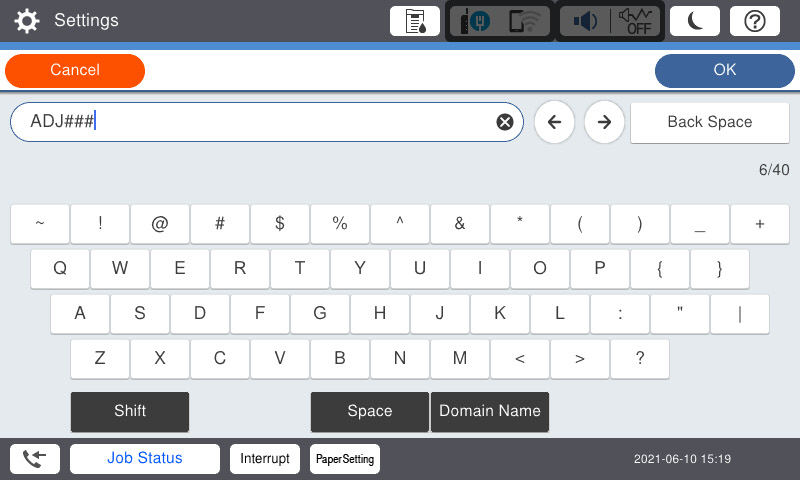 Settings
OFF
Cancel
OK
ADJ###
Back Space
6/40
~ ! @ # $ % ^ & * ( ) _ +
Q W E R T Y U I O P { }
A S D F G H J K L : " |
Z X C V B N M < > ?
Shift Space Domain Name
Job Status Interrupt PaperSetting 2021-06-10 15:19